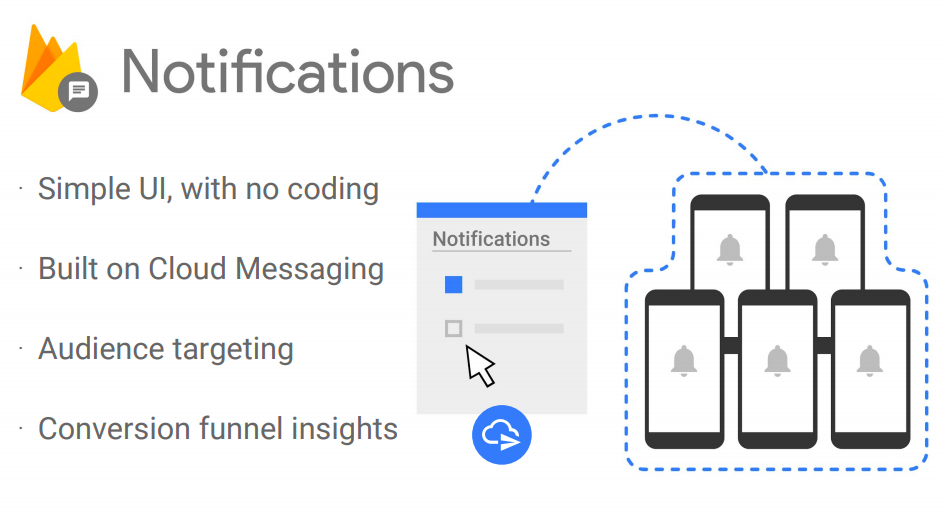 Notifications
· Simple UI, with no coding
· Built on Cloud Messaging
· Audience targeting
· Conversion funnel insights
Notifications